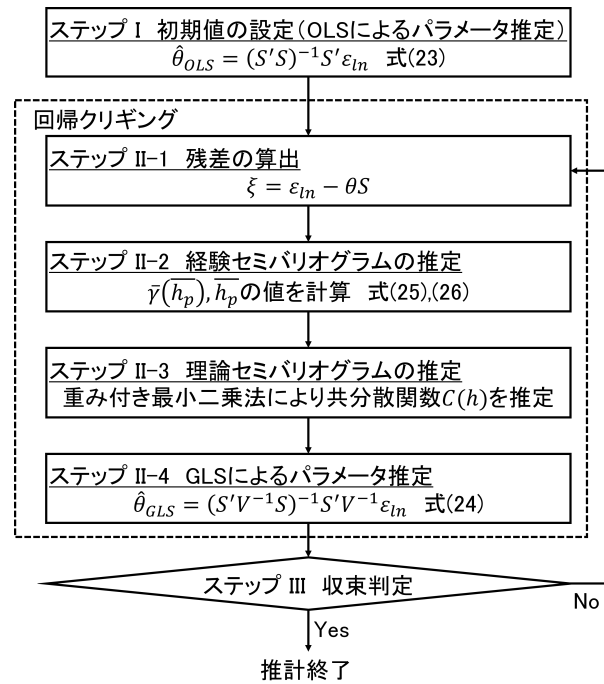 ステップ I 初期値の設定(OLSによるパラメータ推定)
θ̂_OLS = (S′S)⁻¹S′ε_ln 式(23)
回帰クリギング
ステップ II-1 残差の算出
ξ = ε_ln − θS
ステップ II-2 経験セミバリオグラムの推定
γ̄(h̄_p), h̄_pの値を計算 式(25),(26)
ステップ II-3 理論セミバリオグラムの推定
重み付き最小二乗法により共分散関数C(h)を推定
ステップ II-4 GLSによるパラメータ推定
θ̂_GLS = (S′V⁻¹S)⁻¹S′V⁻¹ε_ln 式(24)
ステップ III 収束判定
No
Yes
推計終了